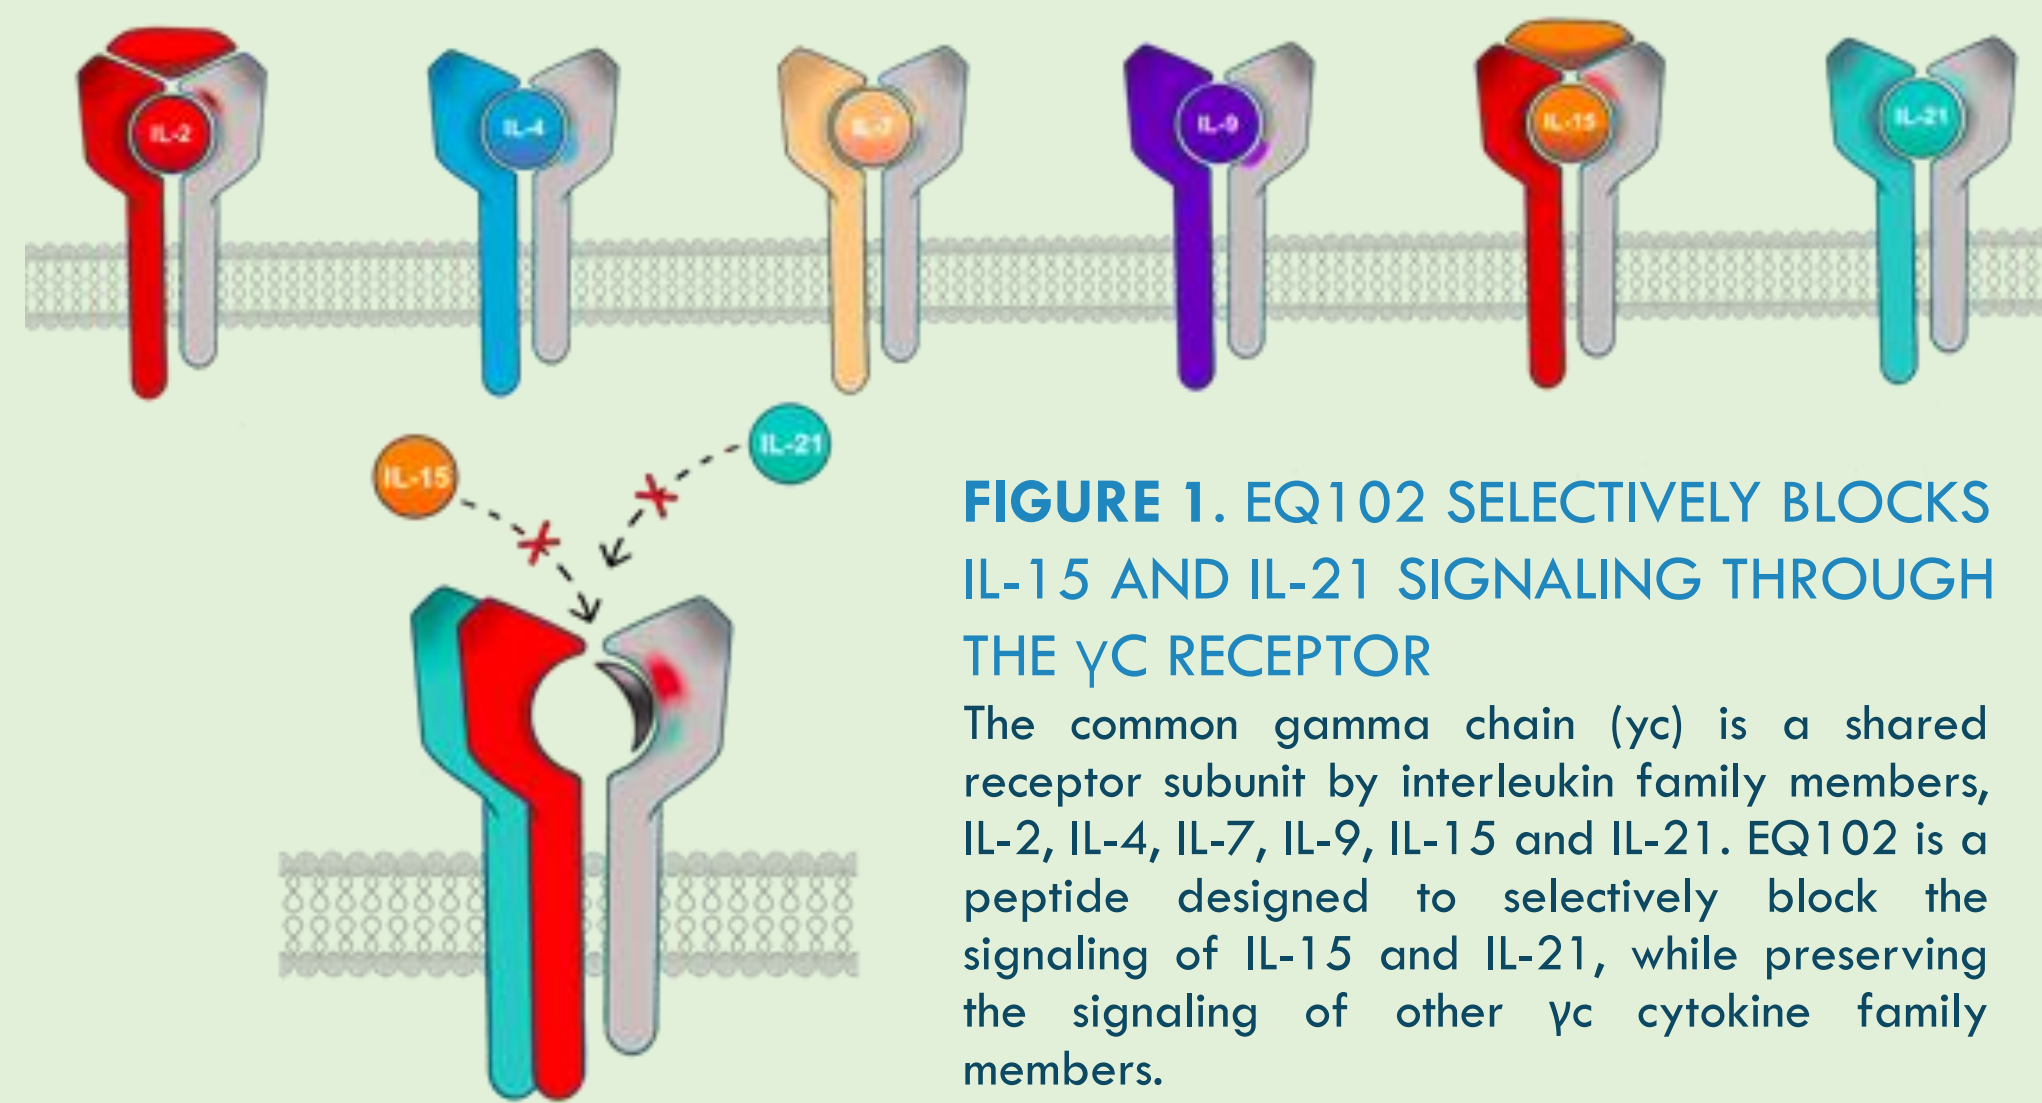 IL-2
IL-4
IL-7
IL-9
IL-15
IL-21
IL-15
IL-21
FIGURE 1. EQ102 SELECTIVELY BLOCKS
IL-15 AND IL-21 SIGNALING THROUGH
THE γC RECEPTOR
The common gamma chain (γc) is a shared
receptor subunit by interleukin family members,
IL-2, IL-4, IL-7, IL-9, IL-15 and IL-21. EQ102 is a
peptide designed to selectively block the
signaling of IL-15 and IL-21, while preserving
the signaling of other γc cytokine family
members.